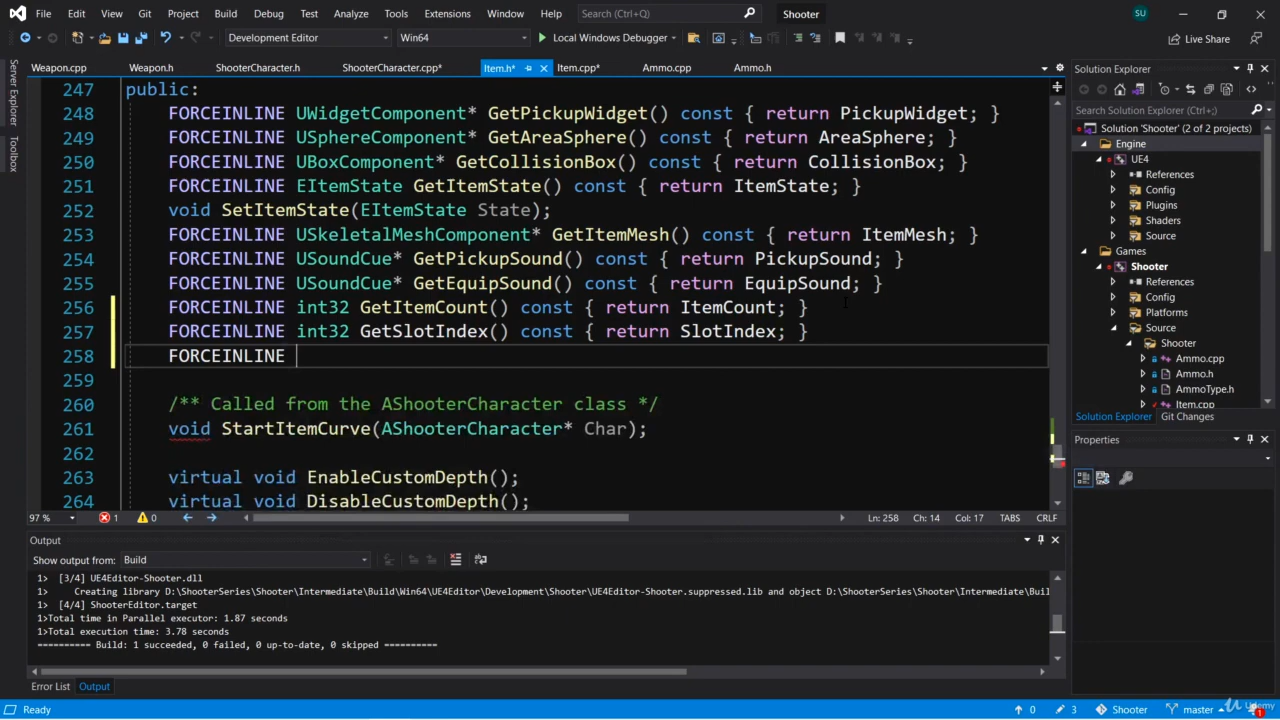 File Edit View Git Project Build Debug Test Analyze Tools Extensions Window Help Search (Ctrl+Q) Shooter SU
Development Editor Win64 Local Windows Debugger Live Share
Server Explorer
Toolbox
Weapon.cpp Weapon.h ShooterCharacter.h ShooterCharacter.cpp* Item.h* Item.cpp* Ammo.cpp Ammo.h
247 public:
248 FORCEINLINE UWidgetComponent* GetPickupWidget() const { return PickupWidget; }
249 FORCEINLINE USphereComponent* GetAreaSphere() const { return AreaSphere; }
250 FORCEINLINE UBoxComponent* GetCollisionBox() const { return CollisionBox; }
251 FORCEINLINE EItemState GetItemState() const { return ItemState; }
252 void SetItemState(EItemState State);
253 FORCEINLINE USkeletalMeshComponent* GetItemMesh() const { return ItemMesh; }
254 FORCEINLINE USoundCue* GetPickupSound() const { return PickupSound; }
255 FORCEINLINE USoundCue* GetEquipSound() const { return EquipSound; }
256 FORCEINLINE int32 GetItemCount() const { return ItemCount; }
257 FORCEINLINE int32 GetSlotIndex() const { return SlotIndex; }
258 FORCEINLINE
259
260 /** Called from the AShooterCharacter class */
261 void StartItemCurve(AShooterCharacter* Char);
262
263 virtual void EnableCustomDepth();
264 virtual void DisableCustomDepth();
97 % 1 0 Ln: 258 Ch: 14 Col: 17 TABS CRLF
Output
Show output from: Build
1> [3/4] UE4Editor-Shooter.dll
1> Creating library D:\ShooterSeries\Shooter\Intermediate\Build\Win64\UE4Editor\Development\Shooter\UE4Editor-Shooter.suppressed.lib and object D:\ShooterSeries\Shooter\Intermediate\Buil
1> [4/4] ShooterEditor.target
1>Total time in Parallel executor: 1.87 seconds
1>Total execution time: 3.78 seconds
========== Build: 1 succeeded, 0 failed, 0 up-to-date, 0 skipped ==========
Error List Output
Solution Explorer
Search Solution Explorer (Ctrl+;)
Solution 'Shooter' (2 of 2 projects)
Engine
UE4
References
Config
Plugins
Shaders
Source
Games
Shooter
References
Config
Platforms
Source
Shooter
Ammo.cpp
Ammo.h
AmmoType.h
Item.cpp
Solution Explorer Git Changes
Properties
Ready 0 3 Shooter master 1
Udemy